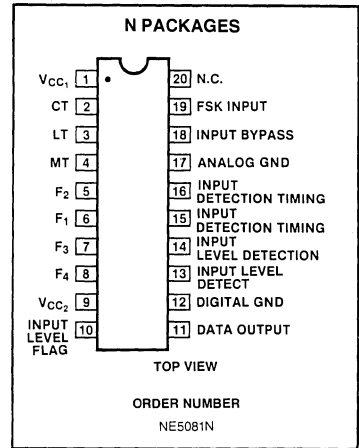 N PACKAGES
VCC1 1
CT 2
LT 3
MT 4
F2 5
F1 6
F3 7
F4 8
VCC2 9
INPUT
LEVEL
FLAG 10
20 N.C.
19 FSK INPUT
18 INPUT BYPASS
17 ANALOG GND
16 INPUT
DETECTION TIMING
15 INPUT
DETECTION TIMING
14 INPUT
LEVEL DETECTION
13 INPUT LEVEL
DETECT
12 DIGITAL GND
11 DATA OUTPUT
TOP VIEW
ORDER NUMBER
NE5081N